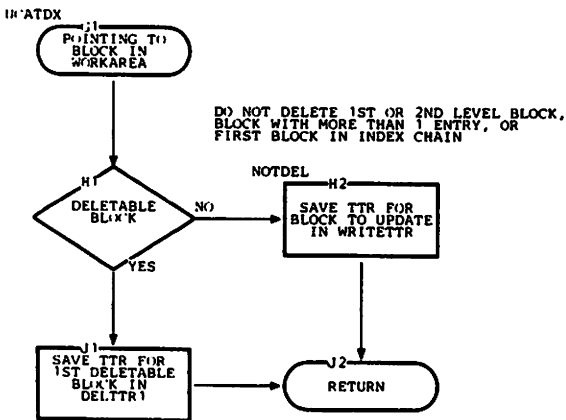 UCATDX
G1
POINTING TO
BLOCK IN
WORKAREA
DO NOT DELETE 1ST OR 2ND LEVEL BLOCK,
BLOCK WITH MORE THAN 1 ENTRY, OR
FIRST BLOCK IN INDEX CHAIN
H1
DELETABLE
BLOCK
NO
YES
NOTDEL
H2
SAVE TTR FOR
BLOCK TO UPDATE
IN WRITETTR
J1
SAVE TTR FOR
1ST DELETABLE
BLOCK IN
DELTTR1
J2
RETURN